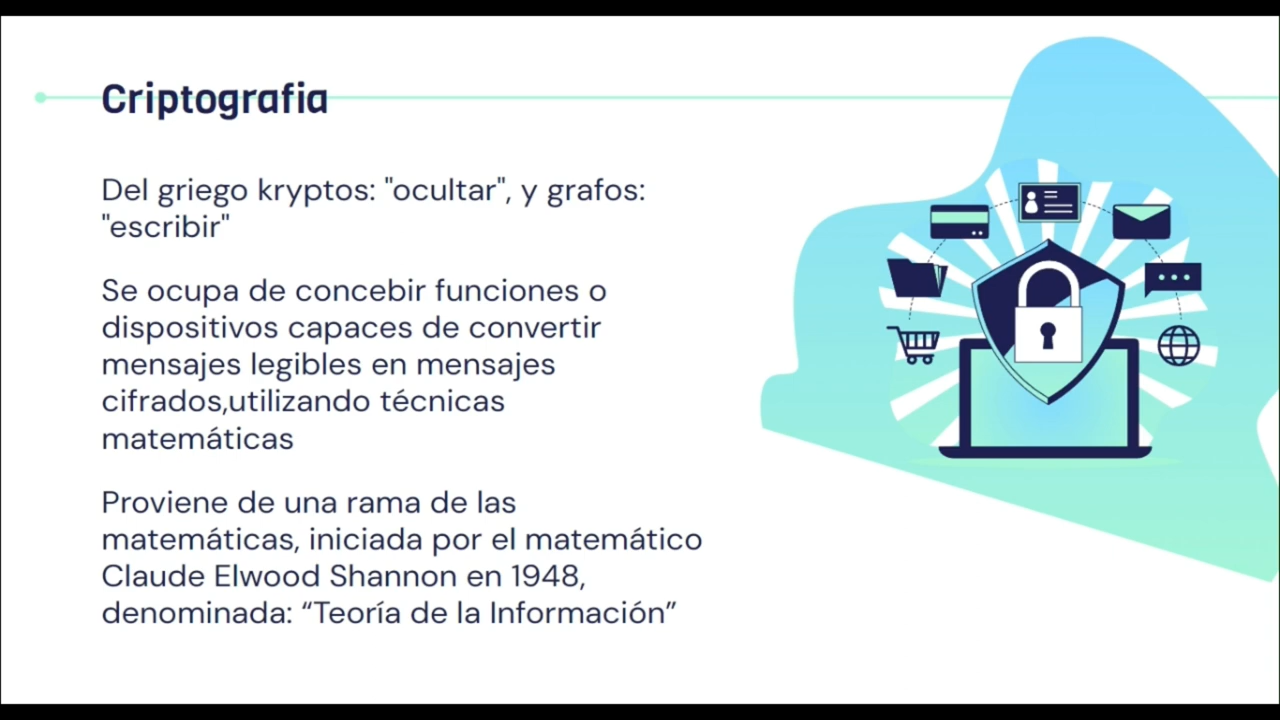 Criptografia
Del griego kryptos: "ocultar", y grafos:
"escribir"
Se ocupa de concebir funciones o
dispositivos capaces de convertir
mensajes legibles en mensajes
cifrados,utilizando técnicas
matemáticas
Proviene de una rama de las
matemáticas, iniciada por el matemático
Claude Elwood Shannon en 1948,
denominada: “Teoría de la Información”